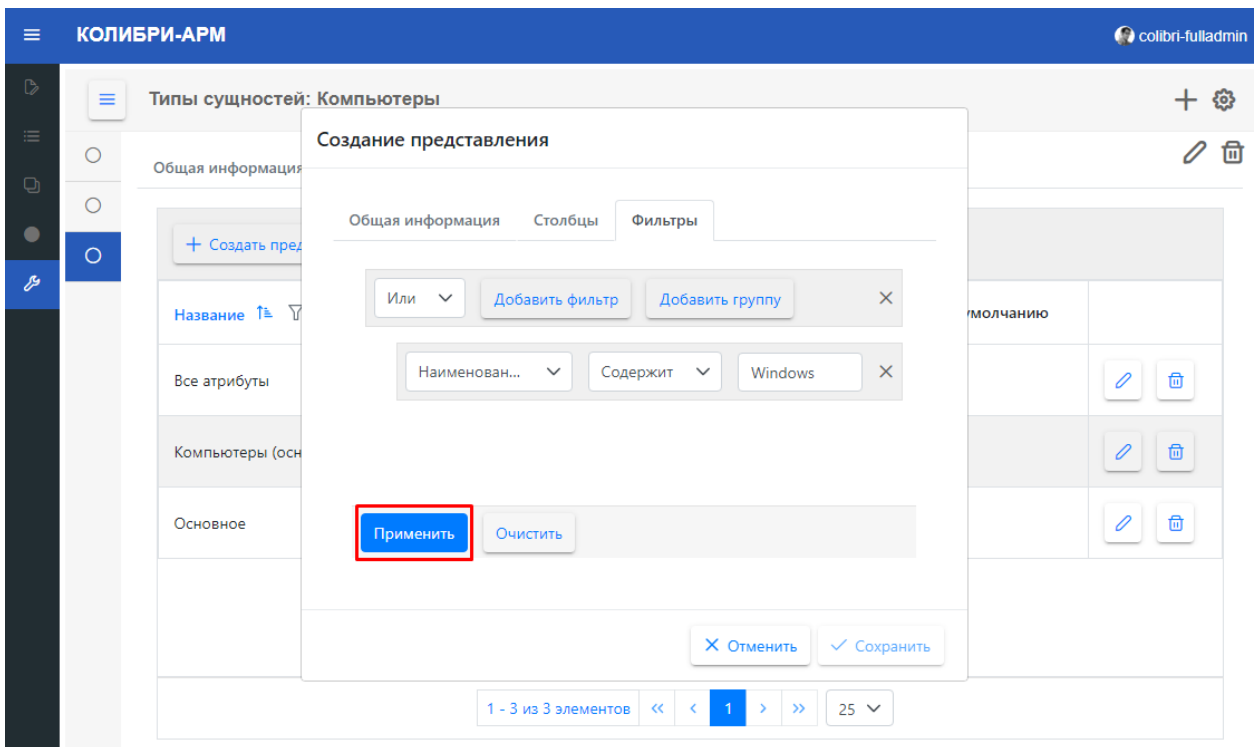 КОЛИБРИ-АРМ
colibri-fulladmin
Типы сущностей: Компьютеры
Создание представления
Общая информация
Общая информация Столбцы Фильтры
+ Создать пред
Или Добавить фильтр Добавить группу
Название
умолчанию
Наименован... Содержит Windows
Все атрибуты
Компьютеры (осн
Основное
Применить Очистить
Отменить Сохранить
1 - 3 из 3 элементов << < 1 > >> 25